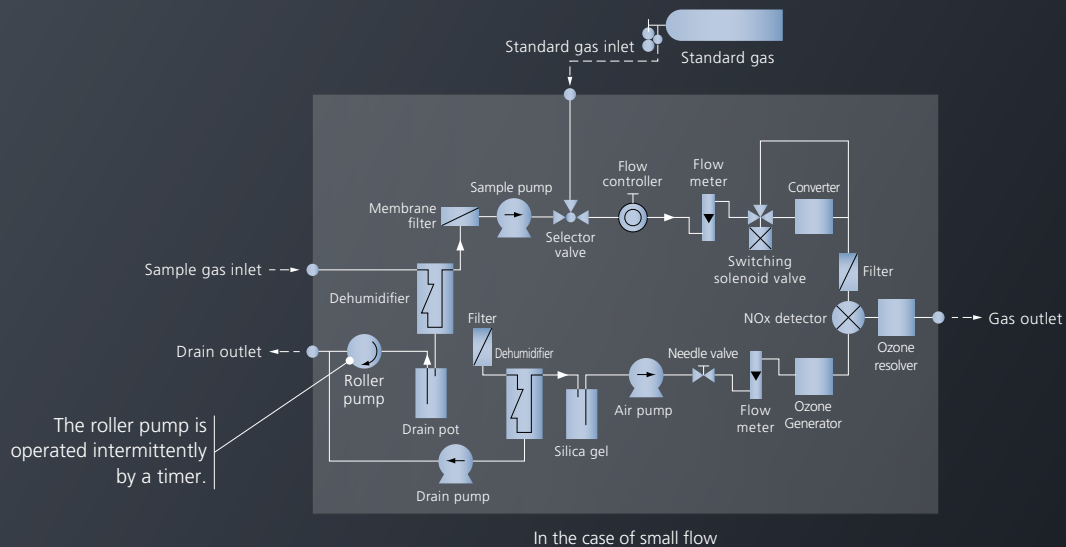 Standard gas inlet
Standard gas
Flow
controller
Flow
meter
Converter
Sample pump
Membrane
filter
Selector
valve
Switching
solenoid valve
Sample gas inlet
Dehumidifier
Filter
NOx detector
Gas outlet
Ozone
resolver
Drain outlet
Roller
pump
Filter
Dehumidifier
Needle valve
Drain pot
Silica gel
Air pump
Flow
meter
Ozone
Generator
The roller pump is
operated intermittently
by a timer.
Drain pump
In the case of small flow